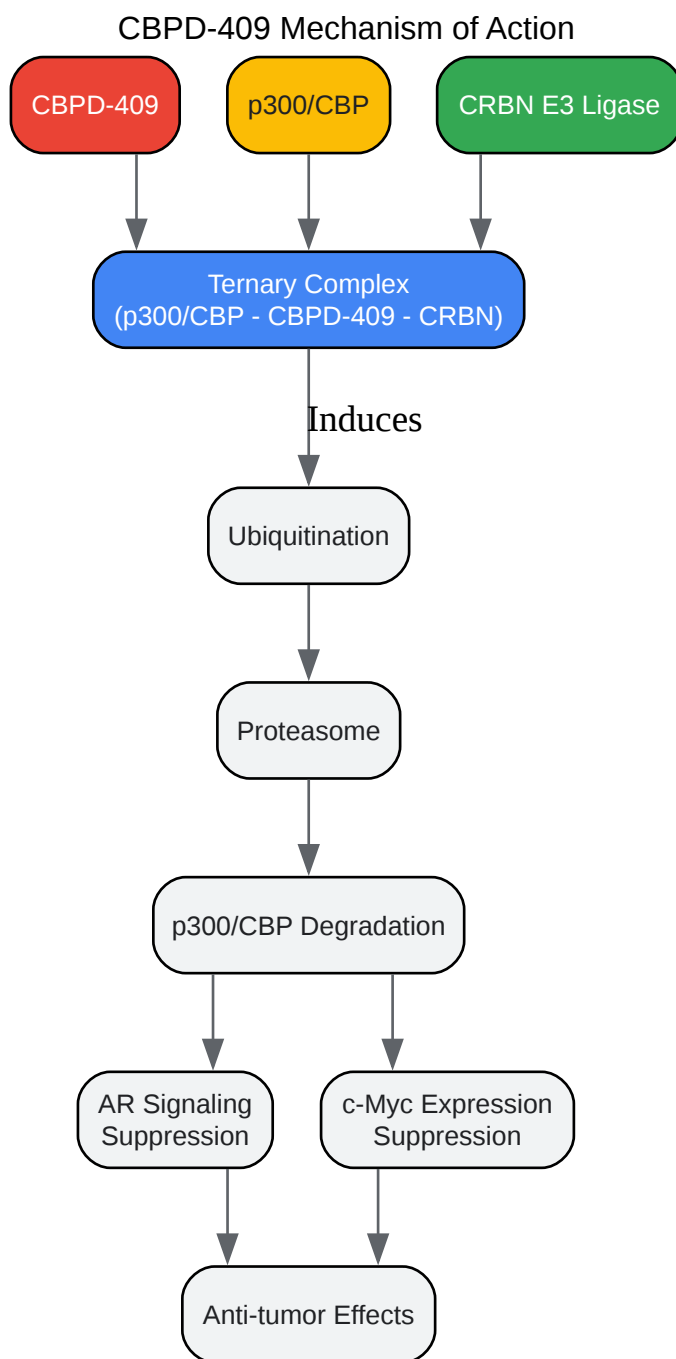 CBPD-409 Mechanism of Action
CBPD-409
p300/CBP
CRBN E3 Ligase
Ternary Complex
(p300/CBP - CBPD-409 - CRBN)
Induces
Ubiquitination
Proteasome
p300/CBP Degradation
AR Signaling
Suppression
c-Myc Expression
Suppression
Anti-tumor Effects